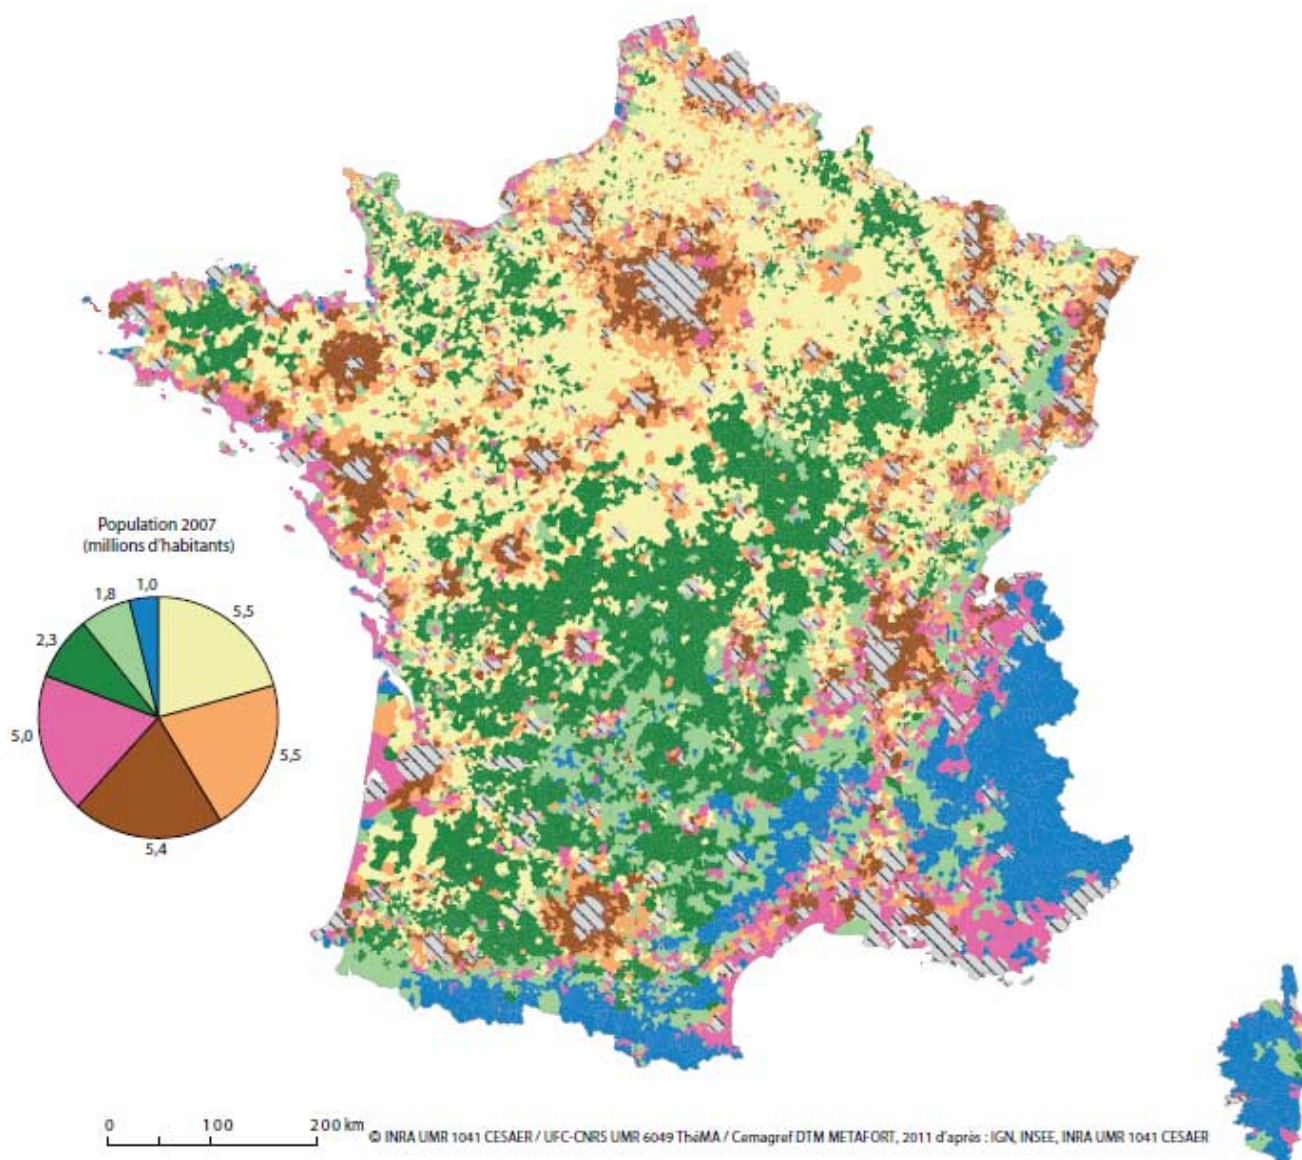 Population 2007
(millions d'habitants)
1,0
1,8
5,5
2,3
5,0
5,5
5,4
0 100 200 km
© INRA UMR 1041 CESAER / UFC-CNRS UMR 6049 ThéMA / Cemagref DTM METAFORT, 2011 d'après : IGN, INSEE, INRA UMR 1041 CESAER